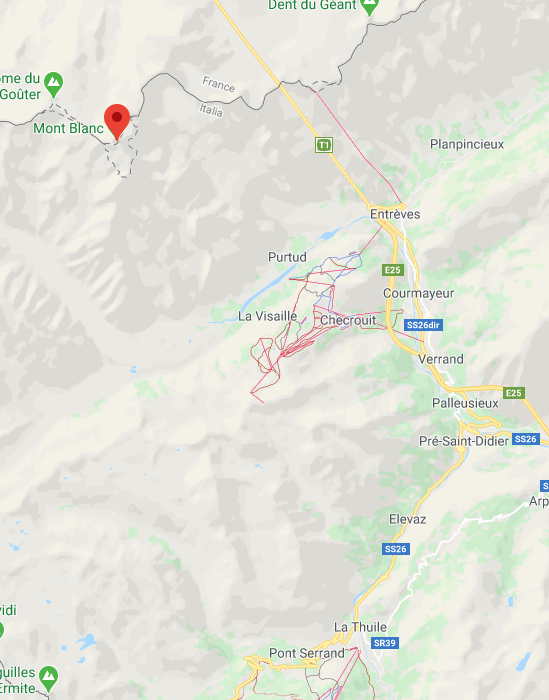 Dent du Géant
ome du
Goûter
France
Italia
Mont Blanc
T1
Planpincieux
Entrèves
Purtud
E25
Courmayeur
La Visaille
Checrouit
SS26dir
Verrand
E25
Palleusieux
Pré-Saint-Didier
SS26
S
Arp
Elevaz
SS26
vidi
La Thuile
SR39
Pont Serrand
guilles
Ermite